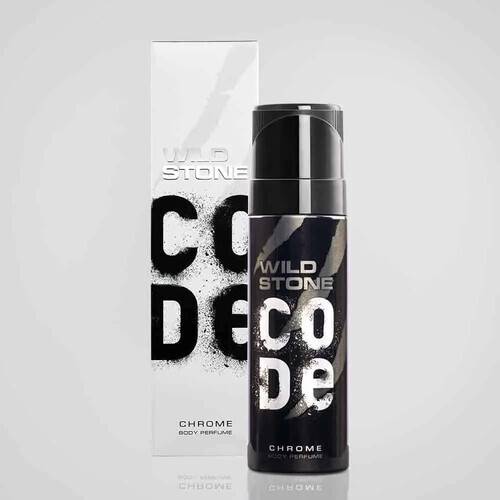 WILD
STONE
CO
De
CHROME
BODY PERFUME
WILD
STONE
CO
De
CHROME
BODY PERFUME